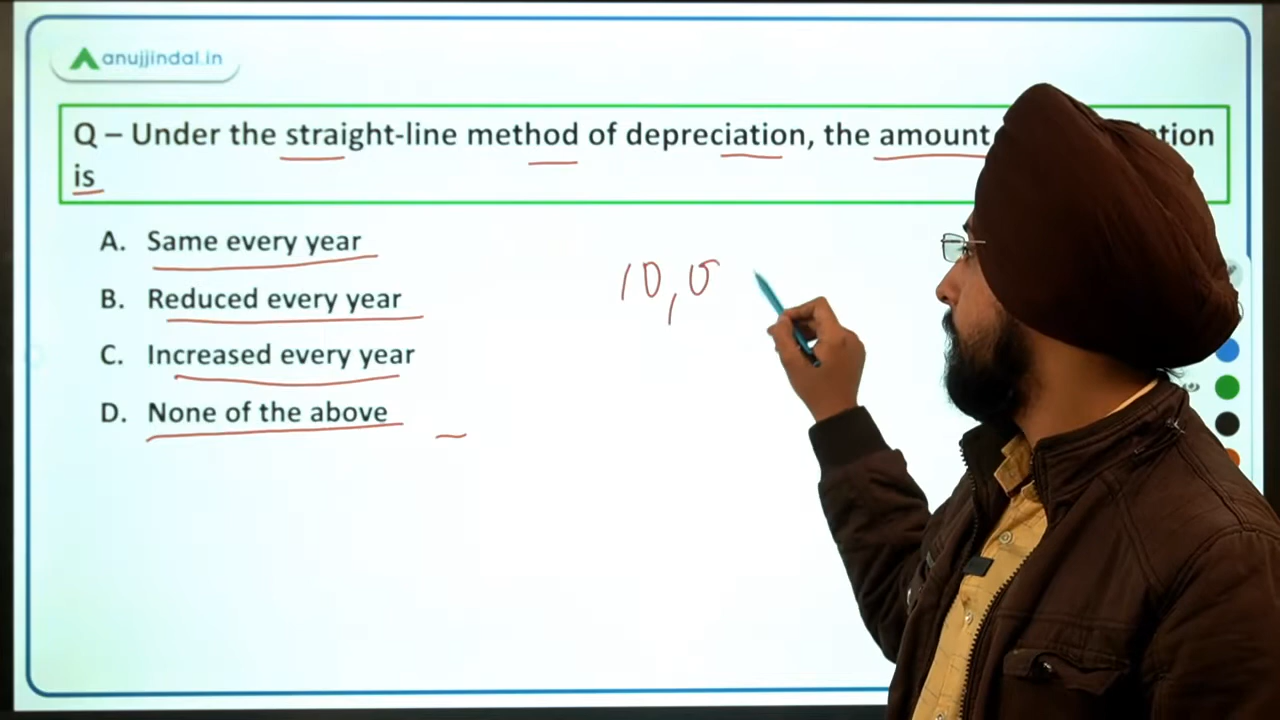 anujjindal.in
Q – Under the straight-line method of depreciation, the amount
is
A. Same every year
B. Reduced every year
C. Increased every year
D. None of the above
10,0